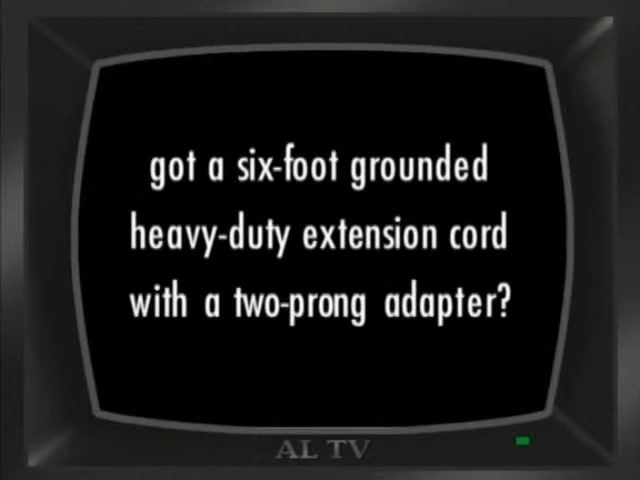 got a six-foot grounded
heavy-duty extension cord
with a two-prong adapter?
AL TV